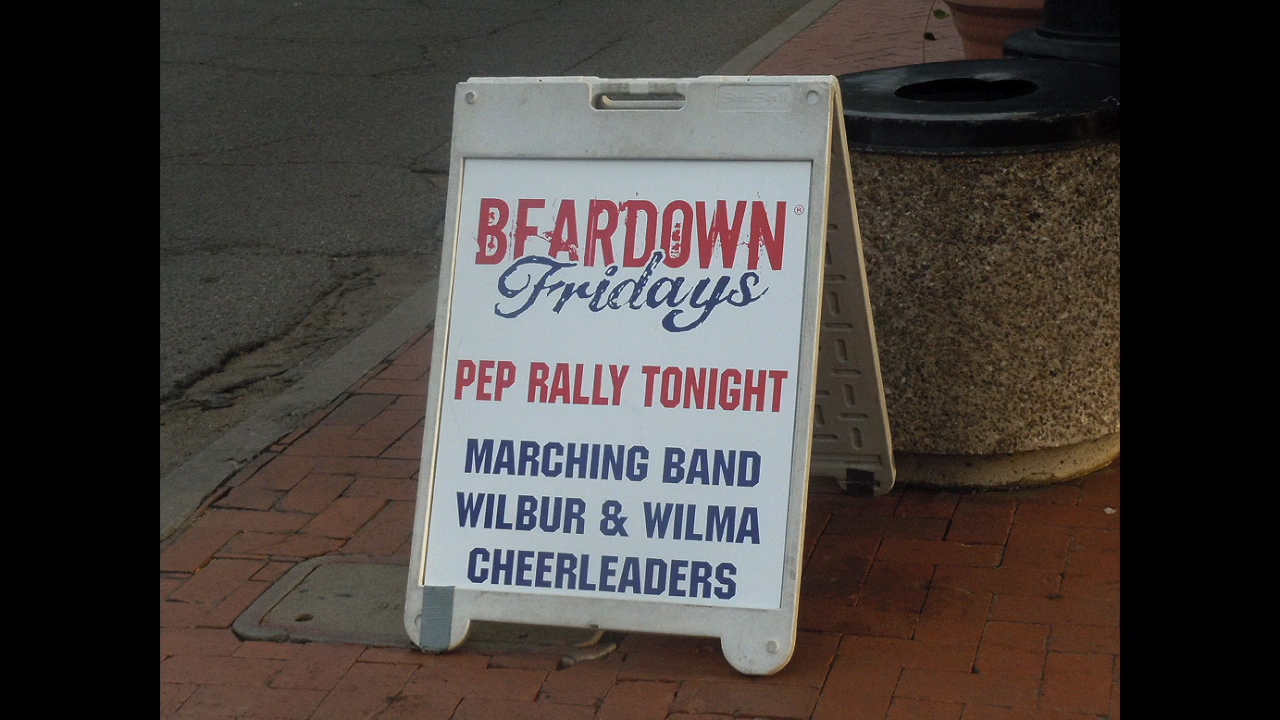 BEARDOWN®
Fridays
PEP RALLY TONIGHT
MARCHING BAND
WILBUR & WILMA
CHEERLEADERS